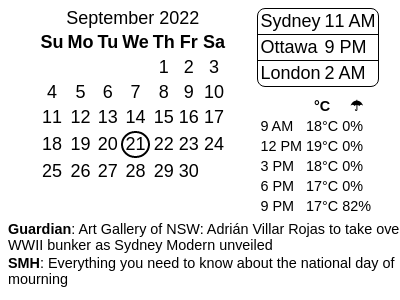 September 2022
Su Mo Tu We Th Fr Sa
1 2 3
4 5 6 7 8 9 10
11 12 13 14 15 16 17
18 19 20 21 22 23 24
25 26 27 28 29 30
Sydney 11 AM
Ottawa 9 PM
London 2 AM
°C ☂
9 AM 18°C 0%
12 PM 19°C 0%
3 PM 18°C 0%
6 PM 17°C 0%
9 PM 17°C 82%
Guardian: Art Gallery of NSW: Adrián Villar Rojas to take ove
WWII bunker as Sydney Modern unveiled
SMH: Everything you need to know about the national day of
mourning